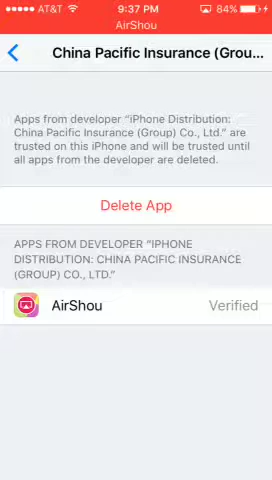 AT&T 9:37 PM 84%
AirShou
China Pacific Insurance (Grou...
Apps from developer “iPhone Distribution:
China Pacific Insurance (Group) Co., Ltd.” are
trusted on this iPhone and will be trusted until
all apps from the developer are deleted.
Delete App
APPS FROM DEVELOPER “IPHONE
DISTRIBUTION: CHINA PACIFIC INSURANCE
(GROUP) CO., LTD.”
AirShou Verified